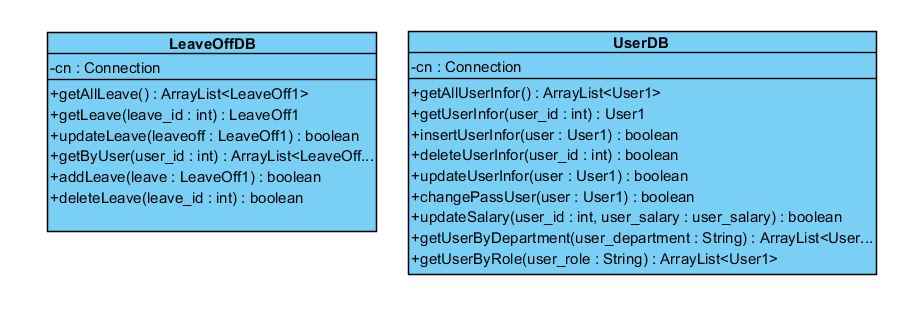 LeaveOffDB
-cn : Connection
+getAllLeave() : ArrayList<LeaveOff1>
+getLeave(leave_id : int) : LeaveOff1
+updateLeave(leaveoff : LeaveOff1) : boolean
+getByUser(user_id : int) : ArrayList<LeaveOff...
+addLeave(leave : LeaveOff1) : boolean
+deleteLeave(leave_id : int) : boolean
UserDB
-cn : Connection
+getAllUserInfor() : ArrayList<User1>
+getUserInfor(user_id : int) : User1
+insertUserInfor(user : User1) : boolean
+deleteUserInfor(user_id : int) : boolean
+updateUserInfor(user : User1) : boolean
+changePassUser(user : User1) : boolean
+updateSalary(user_id : int, user_salary : user_salary) : boolean
+getUserByDepartment(user_department : String) : ArrayList<User...
+getUserByRole(user_role : String) : ArrayList<User1>